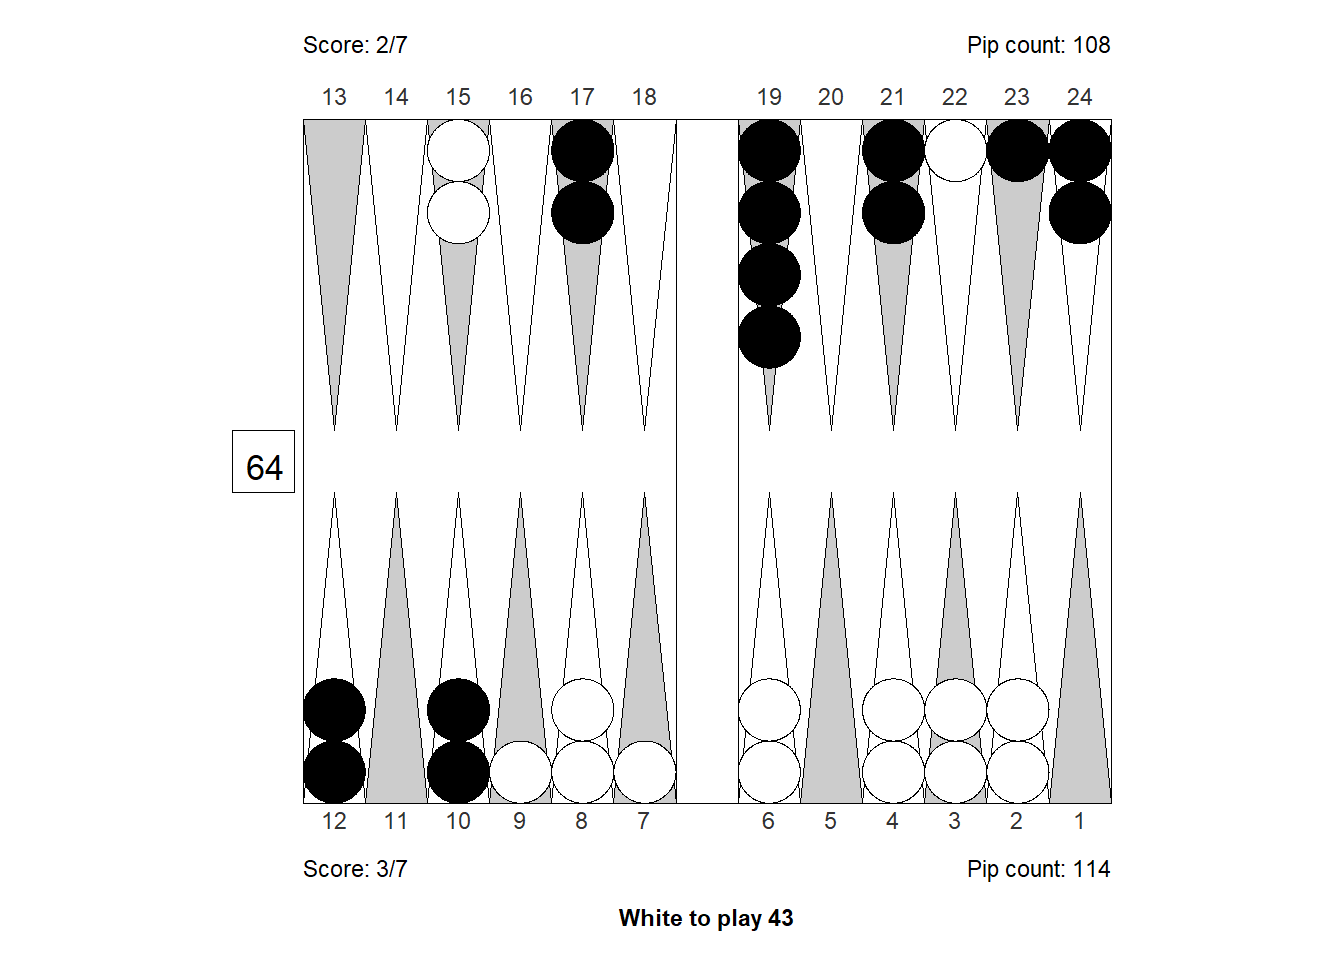 Score: 2/7 Pip count: 108
13 14 15 16 17 18 19 20 21 22 23 24
64
12 11 10 9 8 7 6 5 4 3 2 1
Score: 3/7 Pip count: 114
White to play 43